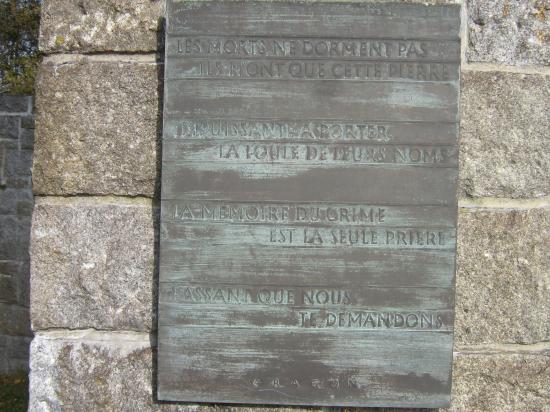 LES MORTS NE DORMENT PAS
ILS N'ONT QUE CETTE PIERRE
IMPUISSANTE A PORTER
LA FOULE DE LEURS NOMS
LA MEMOIRE DU CRIME
EST LA SEULE PRIERE
PASSANT QUE NOUS
TE DEMANDONS